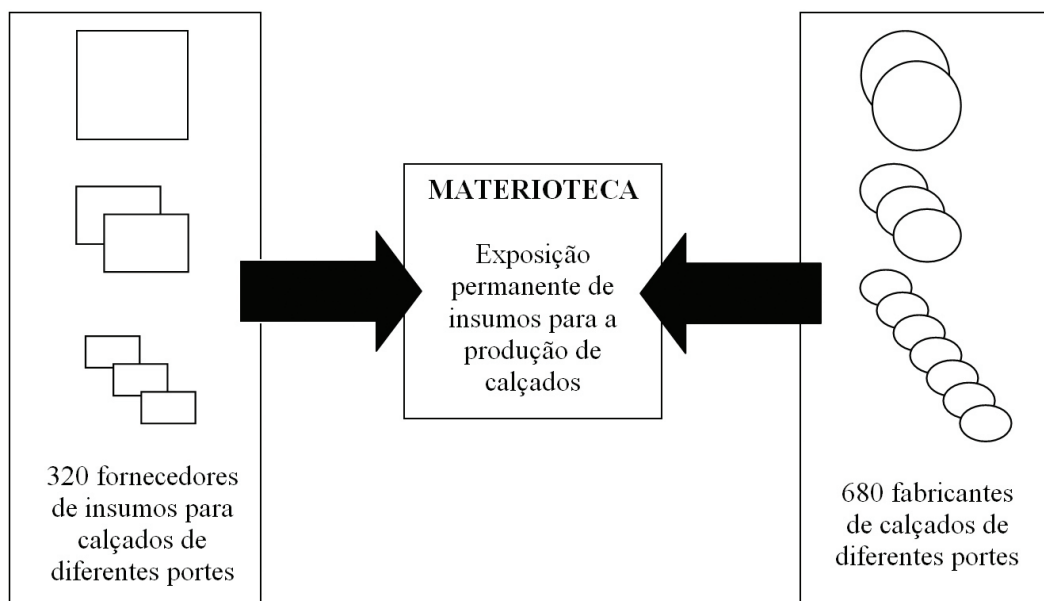 MATERIOTECA
Exposição
permanente de
insumos para a
produção de
calçados
320 fornecedores
de insumos para
calçados de
diferentes portes
680 fabricantes
de calçados de
diferentes portes